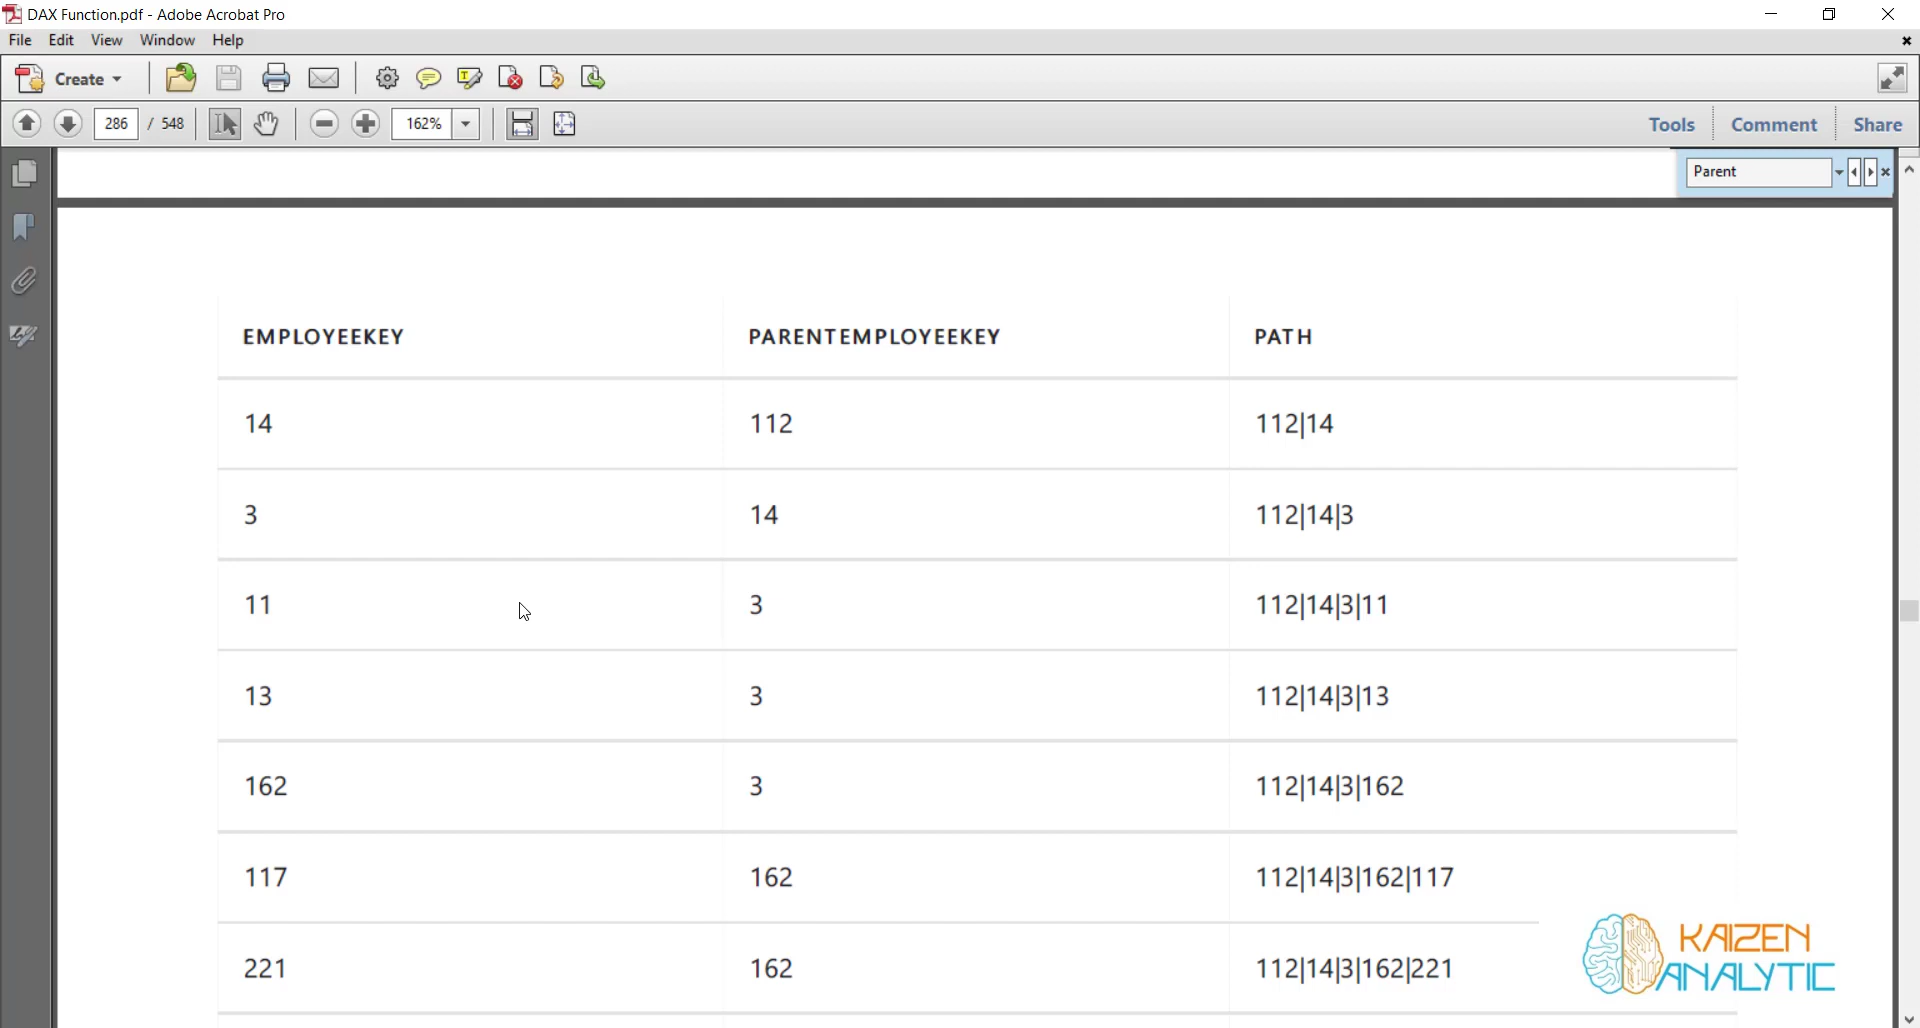 DAX Function.pdf - Adobe Acrobat Pro
File Edit View Window Help
Create
286 / 548 162% Tools Comment Share
Parent
EMPLOYEEKEY PARENTEMPLOYEEKEY PATH
14 112 112|14
3 14 112|14|3
11 3 112|14|3|11
13 3 112|14|3|13
162 3 112|14|3|162
117 162 112|14|3|162|117
221 162 112|14|3|162|221
KAIZEN
ANALYTIC